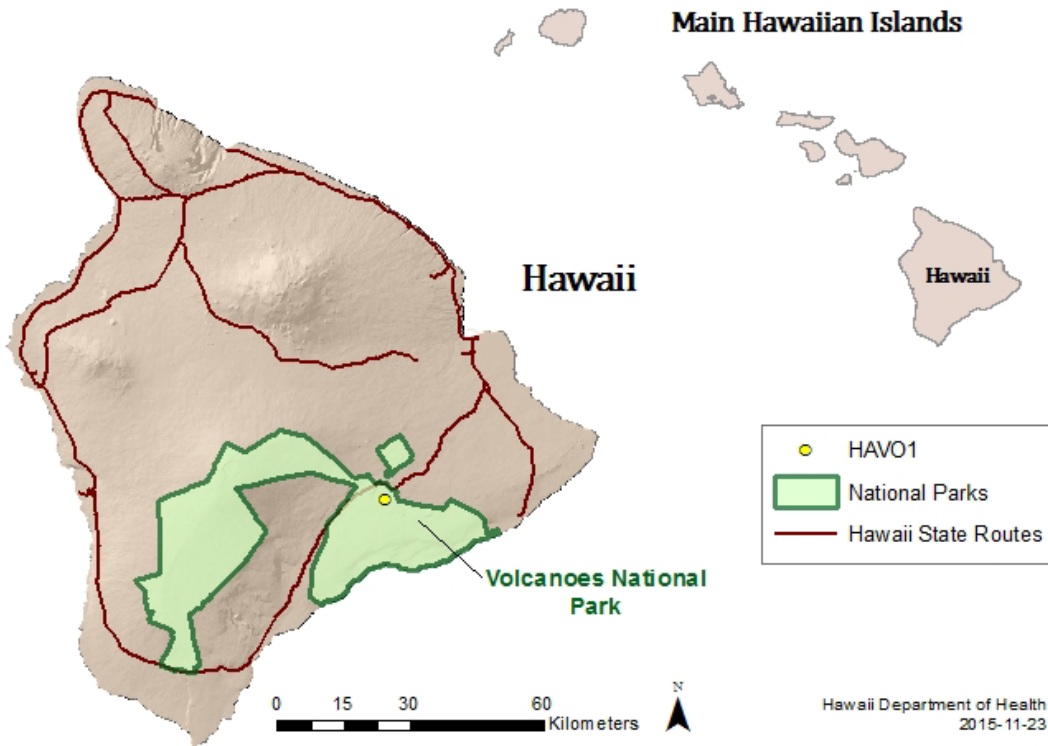 Main Hawaiian Islands
Hawaii
Hawaii
HAVO1
National Parks
Hawaii State Routes
Volcanoes National
Park
N
0 15 30 60
Kilometers
Hawaii Department of Health
2015-11-23